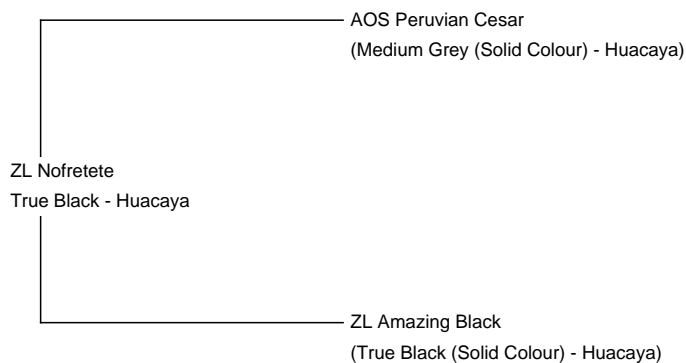 AOS Peruvian Cesar
(Medium Grey (Solid Colour) - Huacaya)
ZL Nofretete
True Black - Huacaya
ZL Amazing Black
(True Black (Solid Colour) - Huacaya)